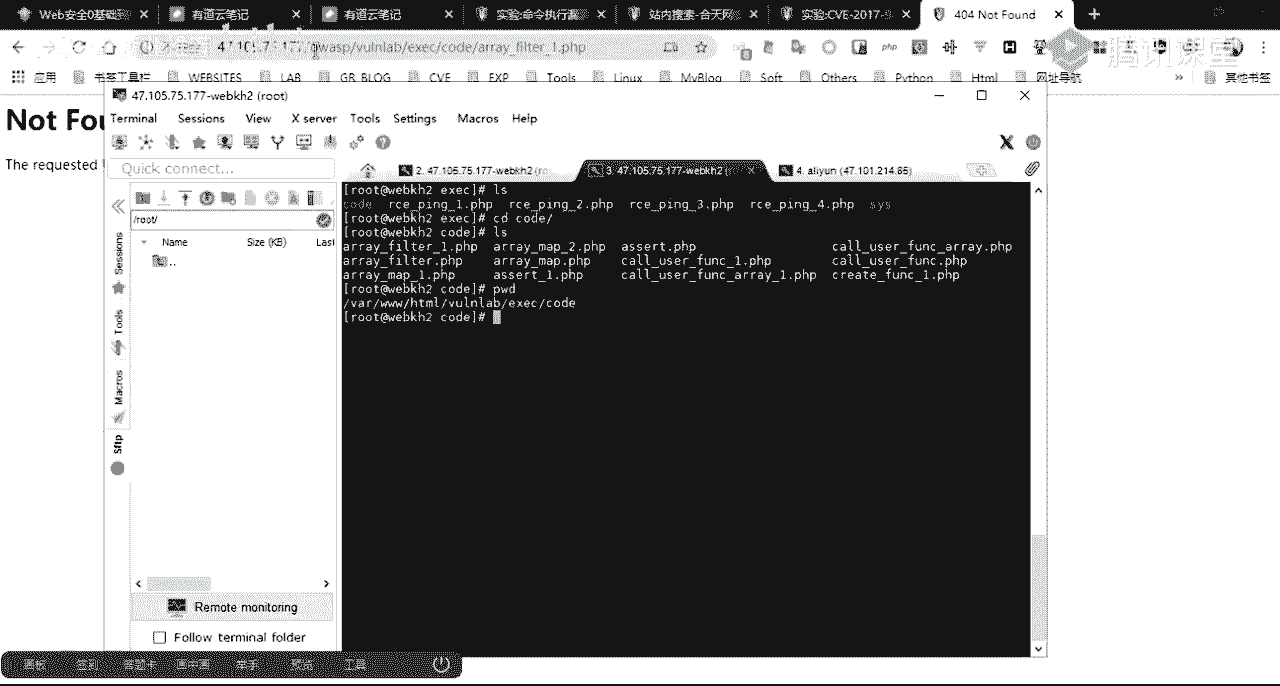 Web安全0基础
有道云笔记
有道云笔记
实验:命令执行漏
站内搜索-合天网
实验:CVE-2017-9
404 Not Found
47.105.75.177/owasp/vulnlab/exec/code/array_filter_1.php
应用 书签工具栏 WEBSITES LAB GR_BLOG CVE EXP Tools Linux MyBlog Soft Others Python Html 网址导航 » 其他书签
腾讯课堂
Not Fou
The requested
47.105.75.177-webkh2 (root)
Terminal Sessions View X server Tools Settings Macros Help
Quick connect...
2. 47.105.75.177-webkh2 (roo
3. 47.105.75.177-webkh2 (r
4. aliyun (47.101.214.85)
/root/
Name Size (KB) Last
..
Sessions
Tools
Macros
Sftp
[root@webkh2 exec]# ls
code rce_ping_1.php rce_ping_2.php rce_ping_3.php rce_ping_4.php sys
[root@webkh2 exec]# cd code/
[root@webkh2 code]# ls
array_filter_1.php array_map_2.php assert.php call_user_func_array.php
array_filter.php array_map.php call_user_func_1.php call_user_func.php
array_map_1.php assert_1.php call_user_func_array_1.php create_func_1.php
[root@webkh2 code]# pwd
/var/www/html/vulnlab/exec/code
[root@webkh2 code]#
Remote monitoring
Follow terminal folder
画板 签到 答题卡 画中画 举手 预览 工具